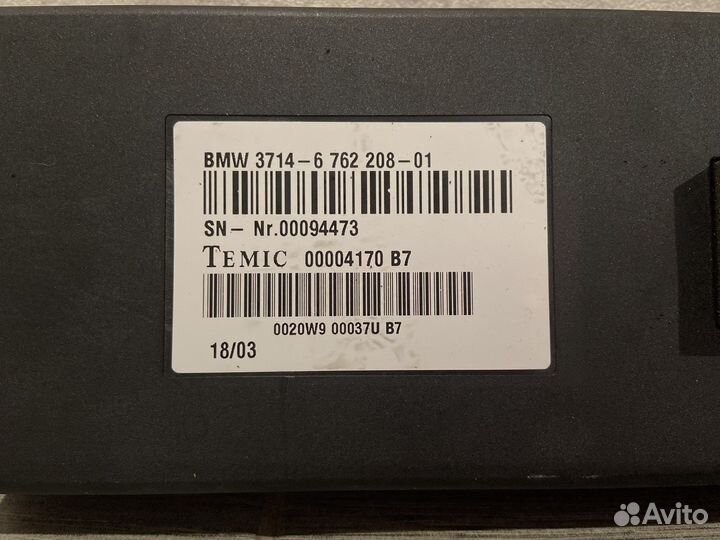 BMW 3714-6 762 208-01
SN- Nr.00094473
TEMIC 00004170 B7
0020W9 00037U B7
18/03
Avito